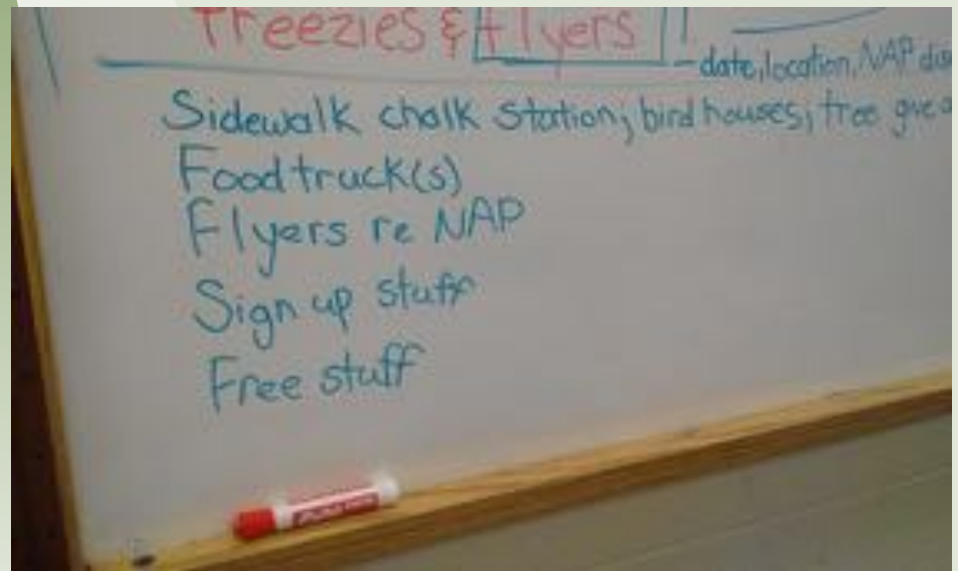 Freezies & Flyers !
- date, location, NAP
Sidewalk chalk station; bird houses; tree
Food truck(s)
Flyers re NAP
Sign up stuff
Free stuff